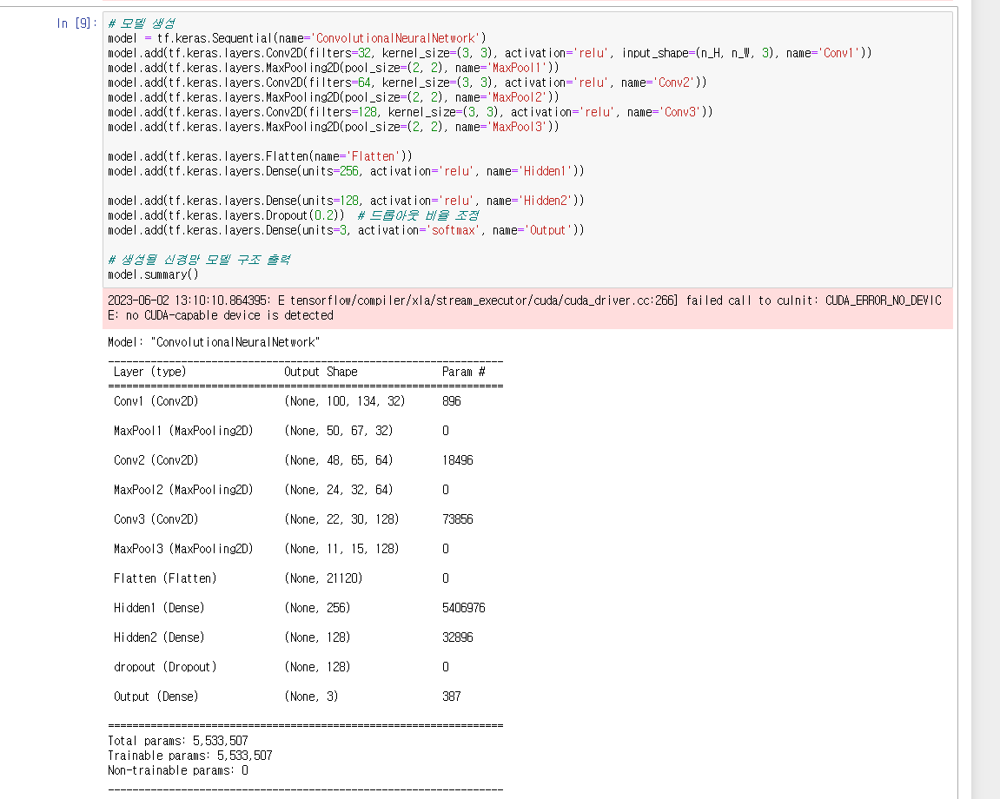 In [9]:
# 모델 생성
model = tf.keras.Sequential(name='ConvolutionalNeuralNetwork')
model.add(tf.keras.layers.Conv2D(filters=32, kernel_size=(3, 3), activation='relu', input_shape=(n_H, n_W, 3), name='Conv1'))
model.add(tf.keras.layers.MaxPooling2D(pool_size=(2, 2), name='MaxPool1'))
model.add(tf.keras.layers.Conv2D(filters=64, kernel_size=(3, 3), activation='relu', name='Conv2'))
model.add(tf.keras.layers.MaxPooling2D(pool_size=(2, 2), name='MaxPool2'))
model.add(tf.keras.layers.Conv2D(filters=128, kernel_size=(3, 3), activation='relu', name='Conv3'))
model.add(tf.keras.layers.MaxPooling2D(pool_size=(2, 2), name='MaxPool3'))
model.add(tf.keras.layers.Flatten(name='Flatten'))
model.add(tf.keras.layers.Dense(units=256, activation='relu', name='Hidden1'))
model.add(tf.keras.layers.Dense(units=128, activation='relu', name='Hidden2'))
model.add(tf.keras.layers.Dropout(0.2)) # 드롭아웃 비율 조정
model.add(tf.keras.layers.Dense(units=3, activation='softmax', name='Output'))
# 생성될 신경망 모델 구조 출력
model.summary()
2023-06-02 13:10:10.864395: E tensorflow/compiler/xla/stream_executor/cuda/cuda_driver.cc:266] failed call to cuInit: CUDA_ERROR_NO_DEVIC
E: no CUDA-capable device is detected
Model: "ConvolutionalNeuralNetwork"
_________________________________________________________________
Layer (type) Output Shape Param #
=================================================================
Conv1 (Conv2D) (None, 100, 134, 32) 896
MaxPool1 (MaxPooling2D) (None, 50, 67, 32) 0
Conv2 (Conv2D) (None, 48, 65, 64) 18496
MaxPool2 (MaxPooling2D) (None, 24, 32, 64) 0
Conv3 (Conv2D) (None, 22, 30, 128) 73856
MaxPool3 (MaxPooling2D) (None, 11, 15, 128) 0
Flatten (Flatten) (None, 21120) 0
Hidden1 (Dense) (None, 256) 5406976
Hidden2 (Dense) (None, 128) 32896
dropout (Dropout) (None, 128) 0
Output (Dense) (None, 3) 387
=================================================================
Total params: 5,533,507
Trainable params: 5,533,507
Non-trainable params: 0
_________________________________________________________________